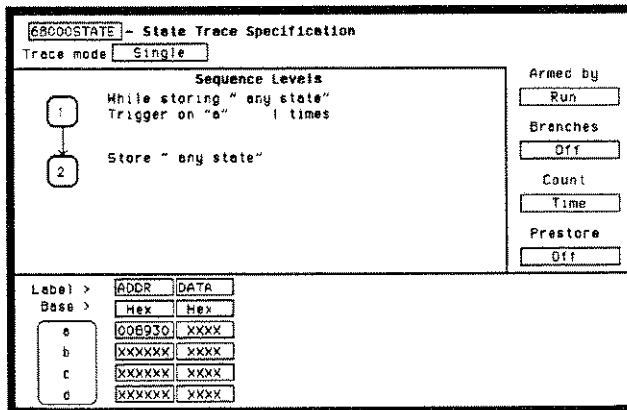 68000STATE - State Trace Specification
Trace mode Single
Sequence Levels
While storing " any state"
1 Trigger on "a" 1 times
2 Store " any state"
Armed by
Run
Branches
Off
Count
Time
Prestore
Off
Label > ADDR DATA
Base > Hex Hex
a 008930 XXXX
b XXXXXX XXXX
c XXXXXX XXXX
d XXXXXX XXXX